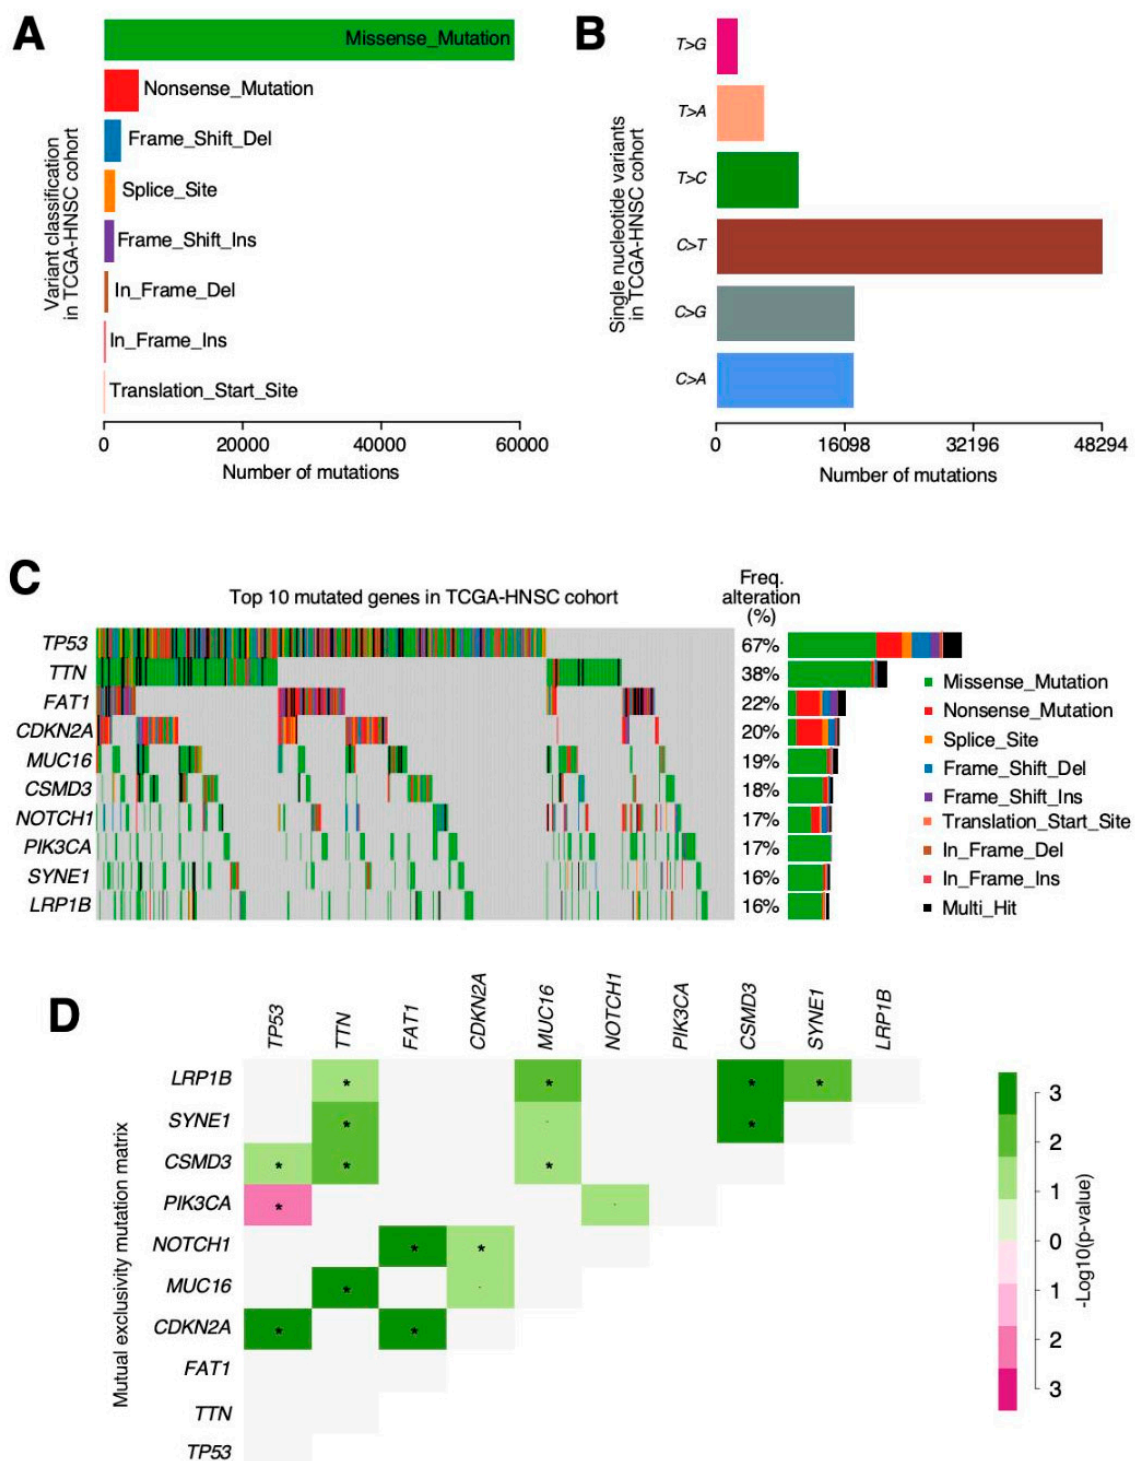 A
Variant classification
in TCGA-HNSC cohort
Missense_Mutation
Nonsense_Mutation
Frame_Shift_Del
Splice_Site
Frame_Shift_Ins
In_Frame_Del
In_Frame_Ins
Translation_Start_Site
0 20000 40000 60000
Number of mutations
B
Single nucleotide variants
in TCGA-HNSC cohort
T>G
T>A
T>C
C>T
C>G
C>A
0 16098 32196 48294
Number of mutations
C
Top 10 mutated genes in TCGA-HNSC cohort
Freq.
alteration
(%)
TP53 67%
TTN 38%
FAT1 22%
CDKN2A 20%
MUC16 19%
CSMD3 18%
NOTCH1 17%
PIK3CA 17%
SYNE1 16%
LRP1B 16%
Missense_Mutation
Nonsense_Mutation
Splice_Site
Frame_Shift_Del
Frame_Shift_Ins
Translation_Start_Site
In_Frame_Del
In_Frame_Ins
Multi_Hit
D
TP53 TTN FAT1 CDKN2A MUC16 NOTCH1 PIK3CA CSMD3 SYNE1 LRP1B
Mutual exclusivity mutation matrix
LRP1B * * * *
SYNE1 * . *
CSMD3 * * *
PIK3CA * .
NOTCH1 * *
MUC16 * .
CDKN2A * *
FAT1
TTN
TP53
3
2
1
0
1
2
3
-Log10(p-value)